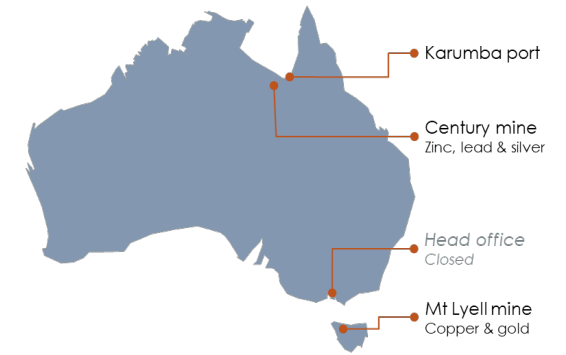 Karumba port
Century mine
Zinc, lead & silver
Head office
Closed
Mt Lyell mine
Copper & gold